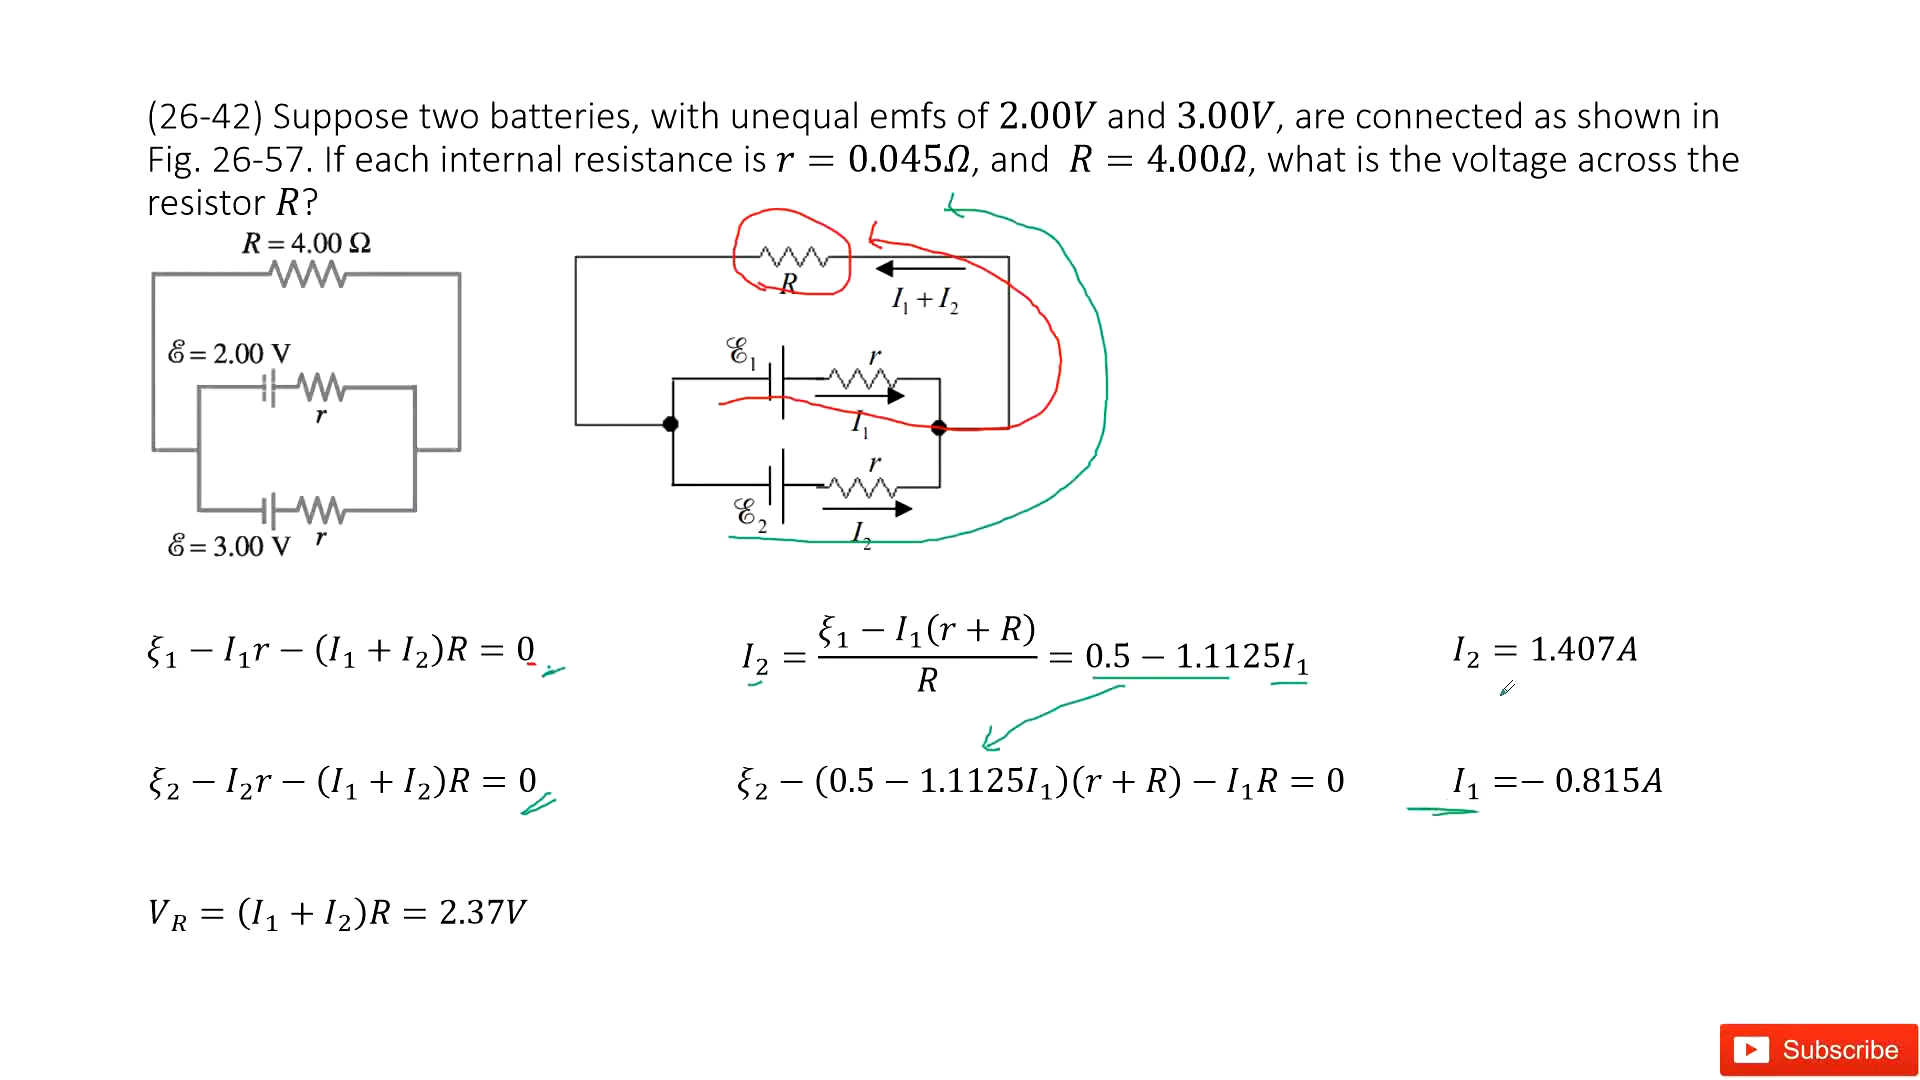 (26-42) Suppose two batteries, with unequal emfs of 2.00V and 3.00V, are connected as shown in
Fig. 26-57. If each internal resistance is r = 0.045Ω, and R = 4.00Ω, what is the voltage across the
resistor R?
R = 4.00 Ω
ℰ = 2.00 V
r
ℰ = 3.00 V
r
R
I₁ + I₂
ℰ₁
r
I₁
r
ℰ₂
I₂
ξ₁ − I₁r − (I₁ + I₂)R = 0
I₂ = (ξ₁ − I₁(r + R))/R = 0.5 − 1.1125I₁
I₂ = 1.407A
ξ₂ − I₂r − (I₁ + I₂)R = 0
ξ₂ − (0.5 − 1.1125I₁)(r + R) − I₁R = 0
I₁ =− 0.815A
V_R = (I₁ + I₂)R = 2.37V
Subscribe